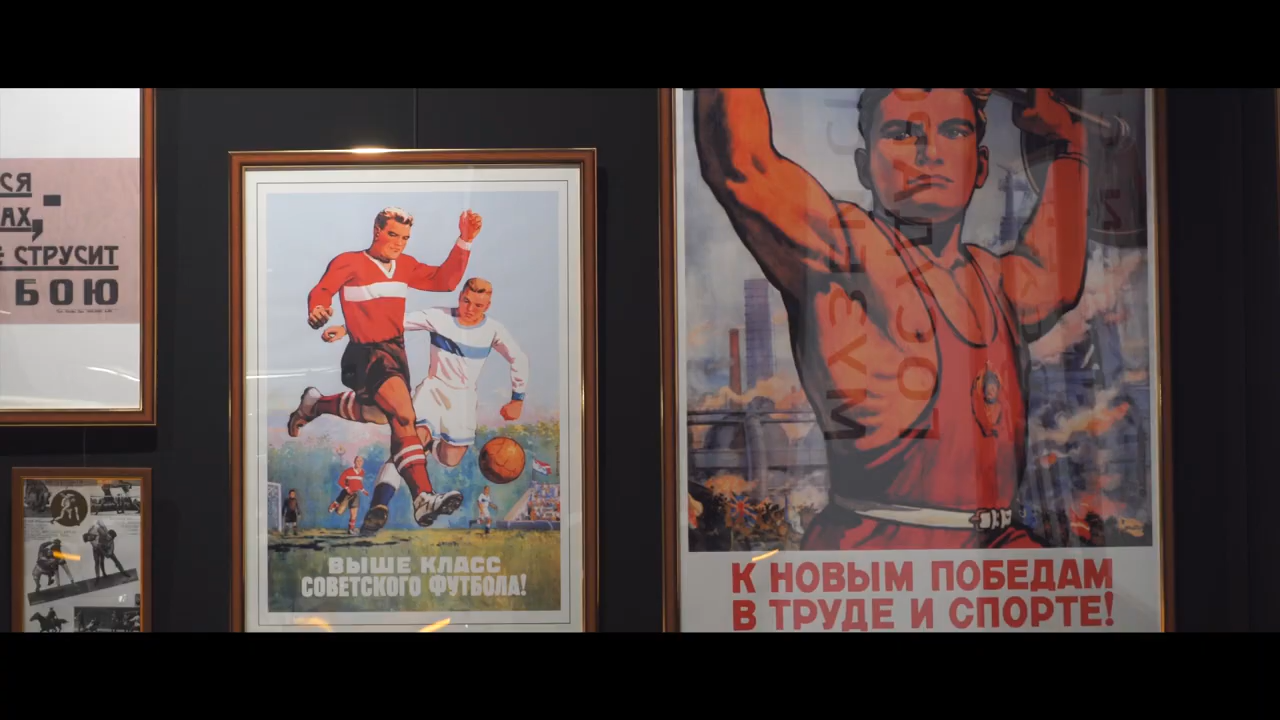 СЯ -
АХ,
СТРУСИТ
БОЮ
ВЫШЕ КЛАСС
СОВЕТСКОГО ФУТБОЛА!
К НОВЫМ ПОБЕДАМ
В ТРУДЕ И СПОРТЕ!